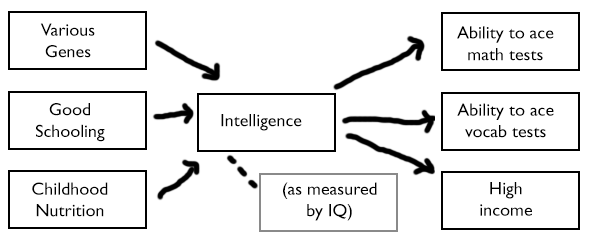 Various
Genes
Good
Schooling
Childhood
Nutrition
Intelligence
(as measured
by IQ)
Ability to ace
math tests
Ability to ace
vocab tests
High
income